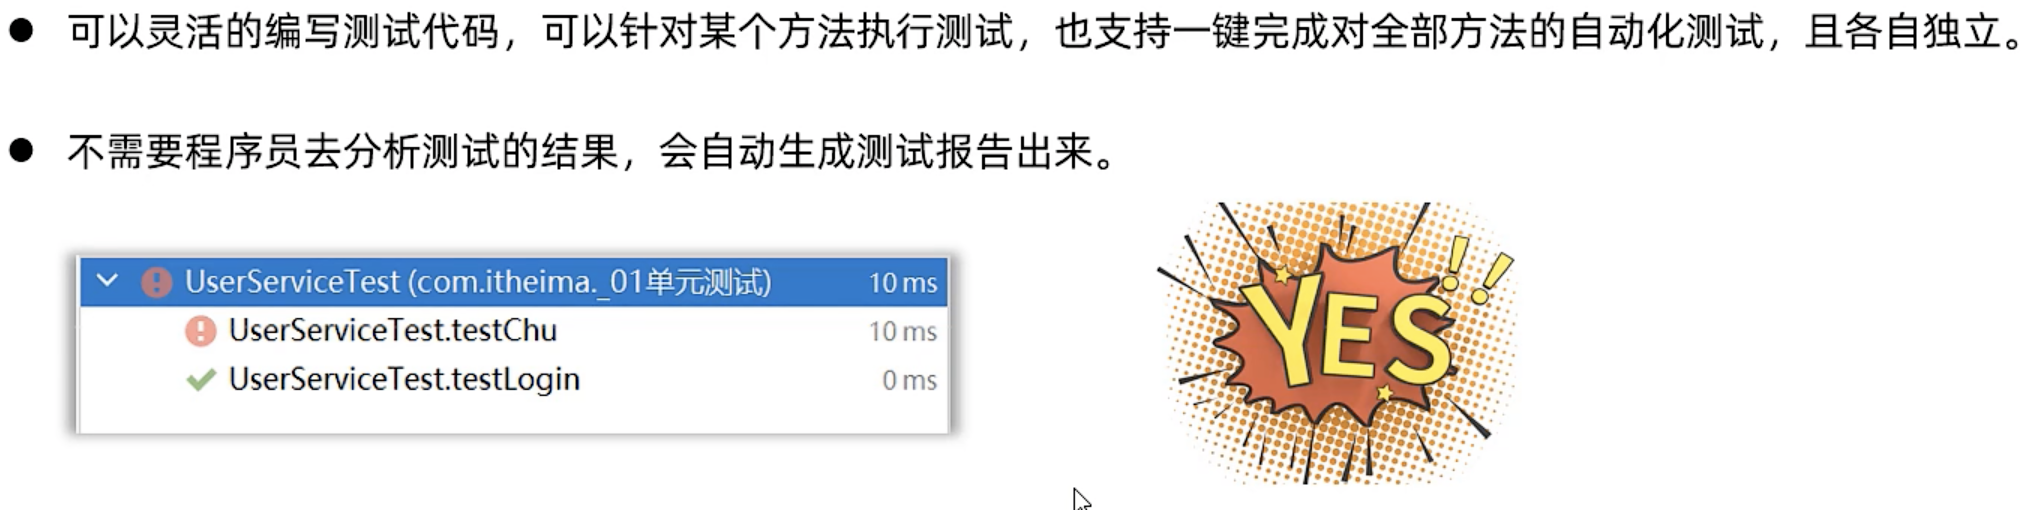 ● 可以灵活的编写测试代码，可以针对某个方法执行测试，也支持一键完成对全部方法的自动化测试，且各自独立。
● 不需要程序员去分析测试的结果，会自动生成测试报告出来。
UserServiceTest (com.itheima._01单元测试) 10 ms
UserServiceTest.testChu 10 ms
UserServiceTest.testLogin 0 ms
YES!!